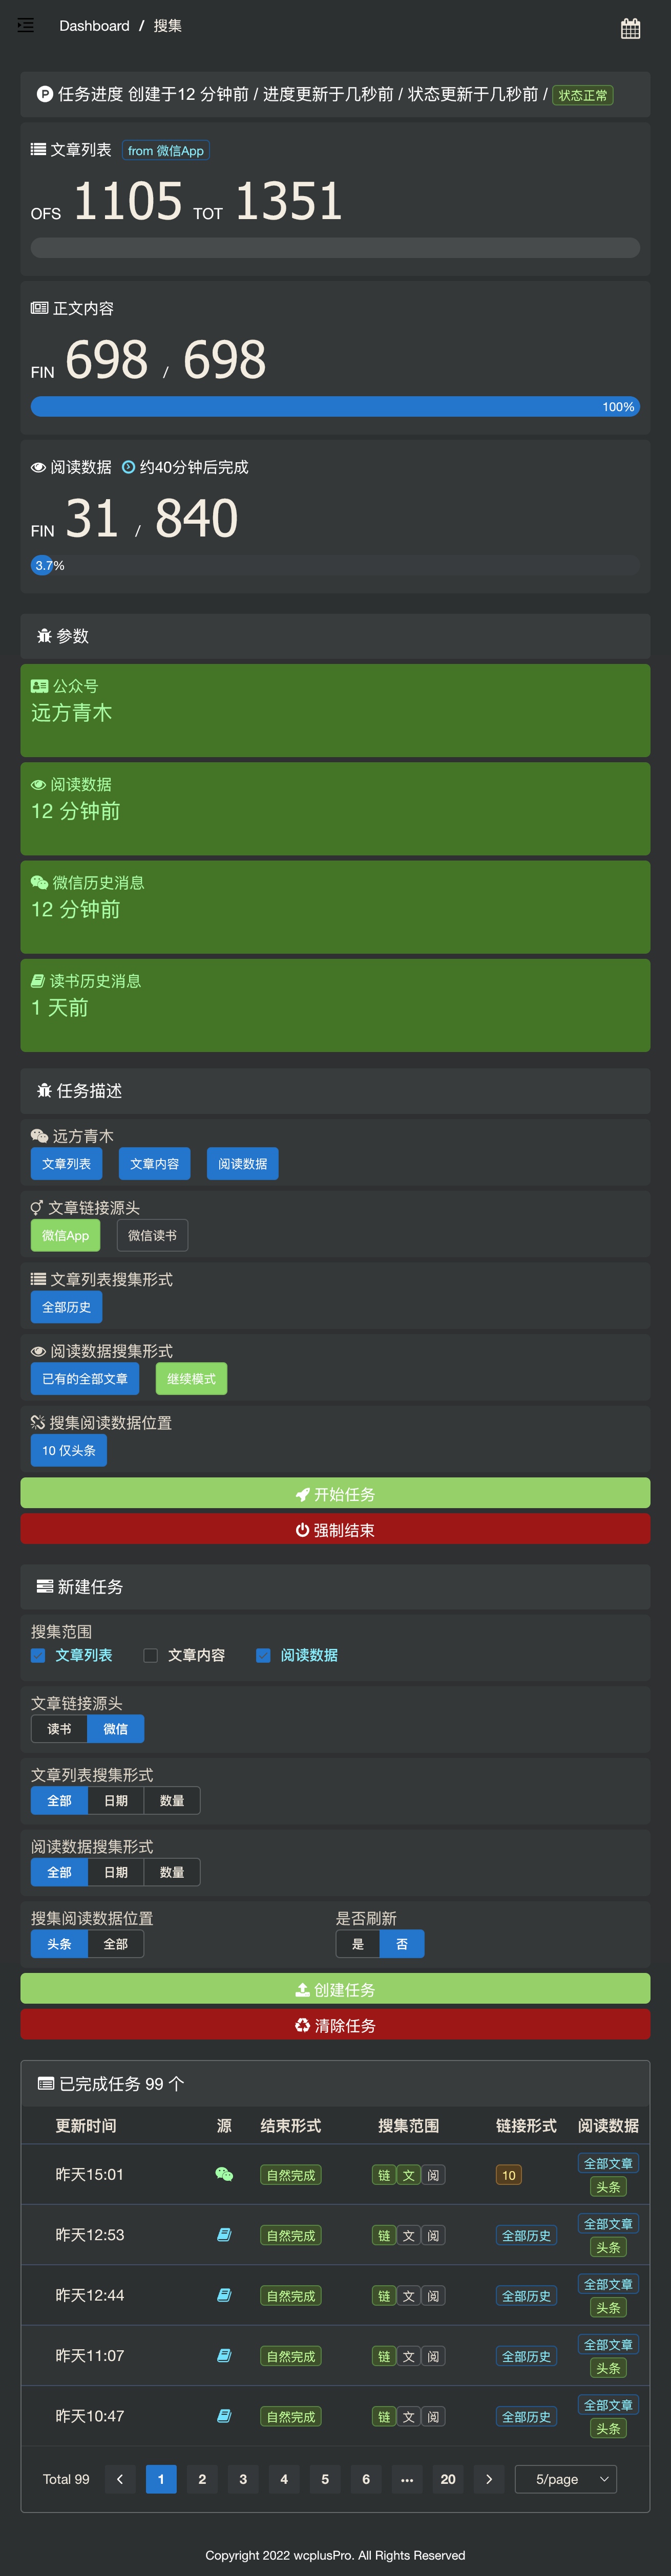 Dashboard / 搜集
任务进度 创建于12 分钟前 / 进度更新于几秒前 / 状态更新于几秒前 / 状态正常
文章列表 from 微信App
OFS 1105 TOT 1351
正文内容
FIN 698 / 698
100%
阅读数据 约40分钟后完成
FIN 31 / 840
3.7%
参数
公众号
远方青木
阅读数据
12 分钟前
微信历史消息
12 分钟前
读书历史消息
1 天前
任务描述
远方青木
文章列表 文章内容 阅读数据
文章链接源头
微信App 微信读书
文章列表搜集形式
全部历史
阅读数据搜集形式
已有的全部文章 继续模式
搜集阅读数据位置
10 仅头条
开始任务
强制结束
新建任务
搜集范围
文章列表 文章内容 阅读数据
文章链接源头
读书 微信
文章列表搜集形式
全部 日期 数量
阅读数据搜集形式
全部 日期 数量
搜集阅读数据位置 是否刷新
头条 全部 是 否
创建任务
清除任务
已完成任务 99 个
更新时间 源 结束形式 搜集范围 链接形式 阅读数据
昨天15:01 自然完成 链 文 阅 10 全部文章 头条
昨天12:53 自然完成 链 文 阅 全部历史 全部文章 头条
昨天12:44 自然完成 链 文 阅 全部历史 全部文章 头条
昨天11:07 自然完成 链 文 阅 全部历史 全部文章 头条
昨天10:47 自然完成 链 文 阅 全部历史 全部文章 头条
Total 99 1 2 3 4 5 6 ••• 20 5/page
Copyright 2022 wcplusPro. All Rights Reserved